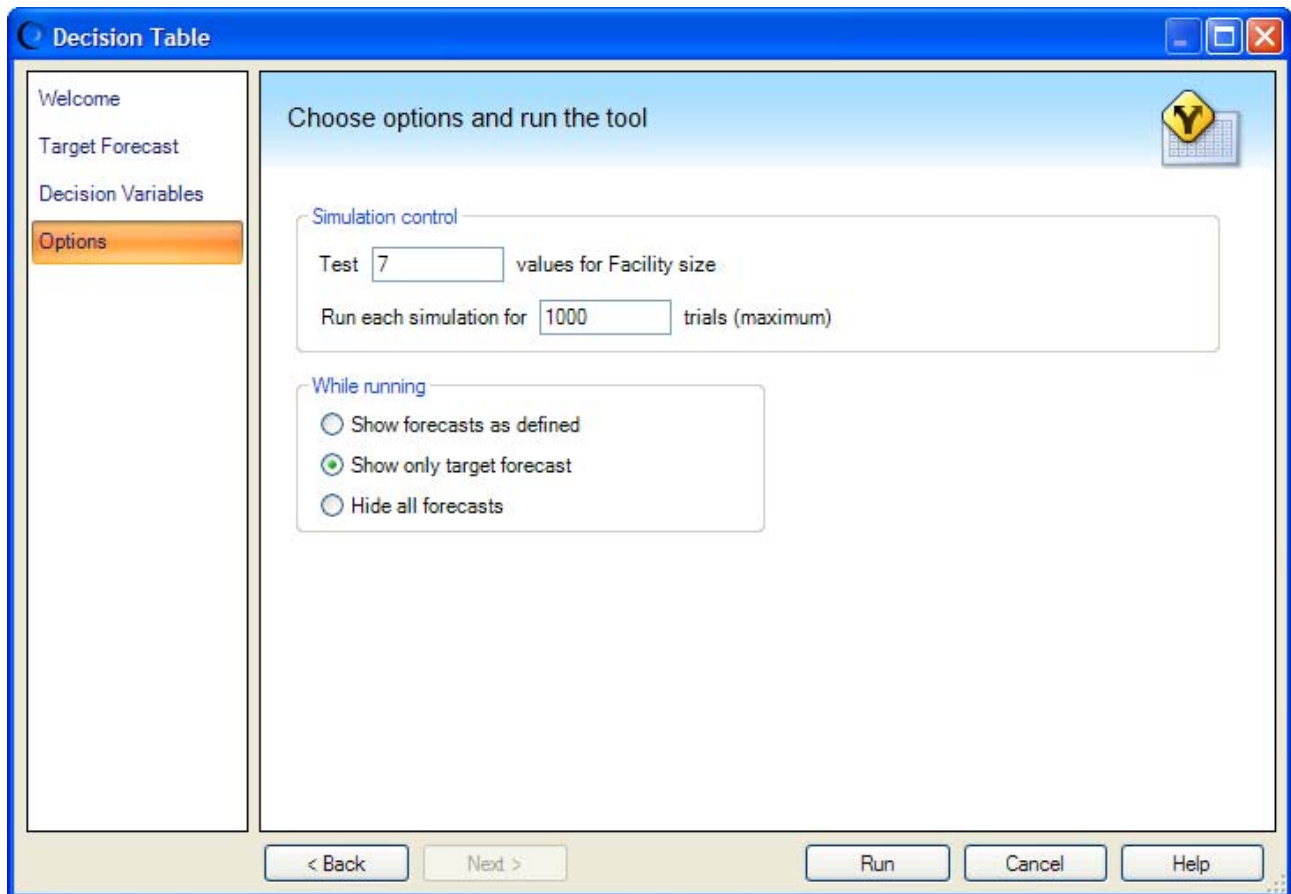 Decision Table
Welcome
Target Forecast
Decision Variables
Options
Choose options and run the tool
Simulation control
Test 7 values for Facility size
Run each simulation for 1000 trials (maximum)
While running
Show forecasts as defined
Show only target forecast
Hide all forecasts
< Back Next > Run Cancel Help